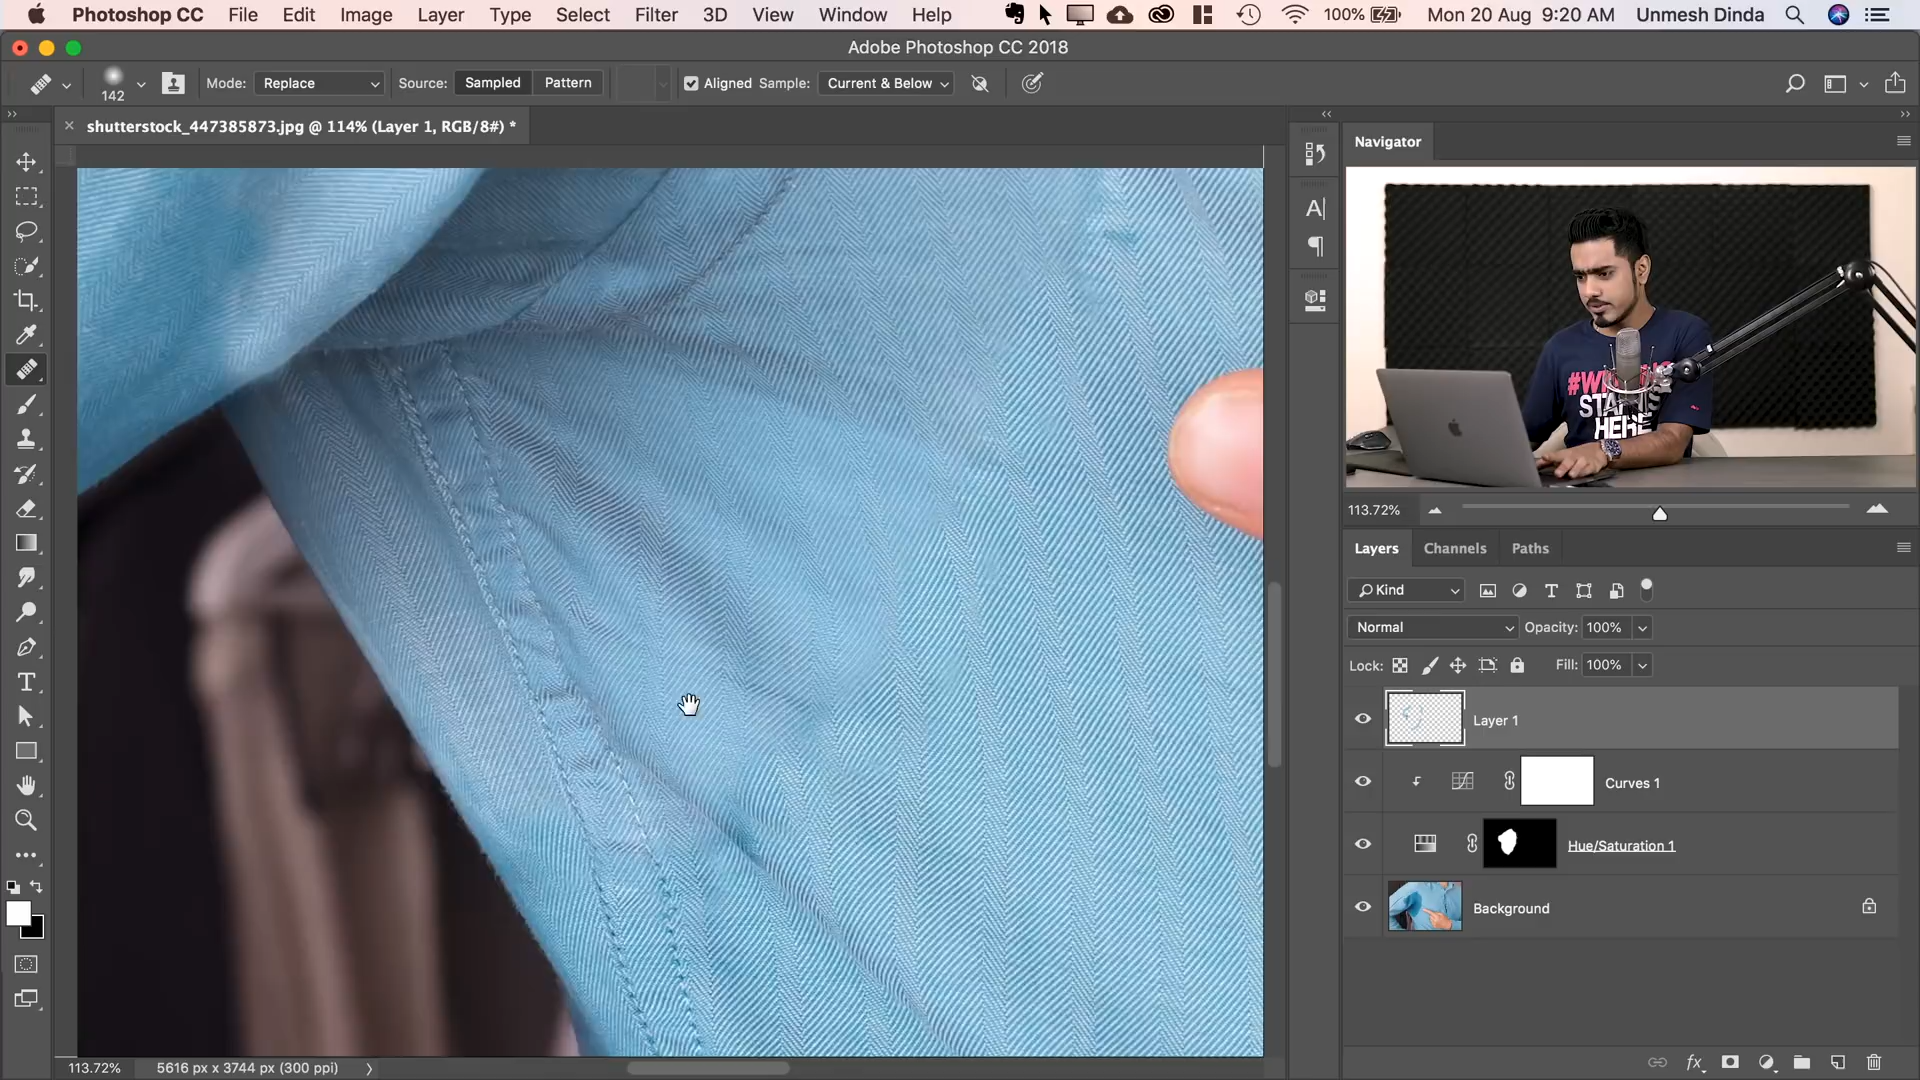 Photoshop CC File Edit Image Layer Type Select Filter 3D View Window Help 100% Mon 20 Aug 9:20 AM Unmesh Dinda
Adobe Photoshop CC 2018
142 Mode: Replace Source: Sampled Pattern Aligned Sample: Current & Below
× shutterstock_447385873.jpg @ 114% (Layer 1, RGB/8#) *
Navigator
STARTS
HERE
113.72%
Layers Channels Paths
Kind
Normal Opacity: 100%
Lock: Fill: 100%
Layer 1
Curves 1
Hue/Saturation 1
Background
113.72% 5616 px x 3744 px (300 ppi)